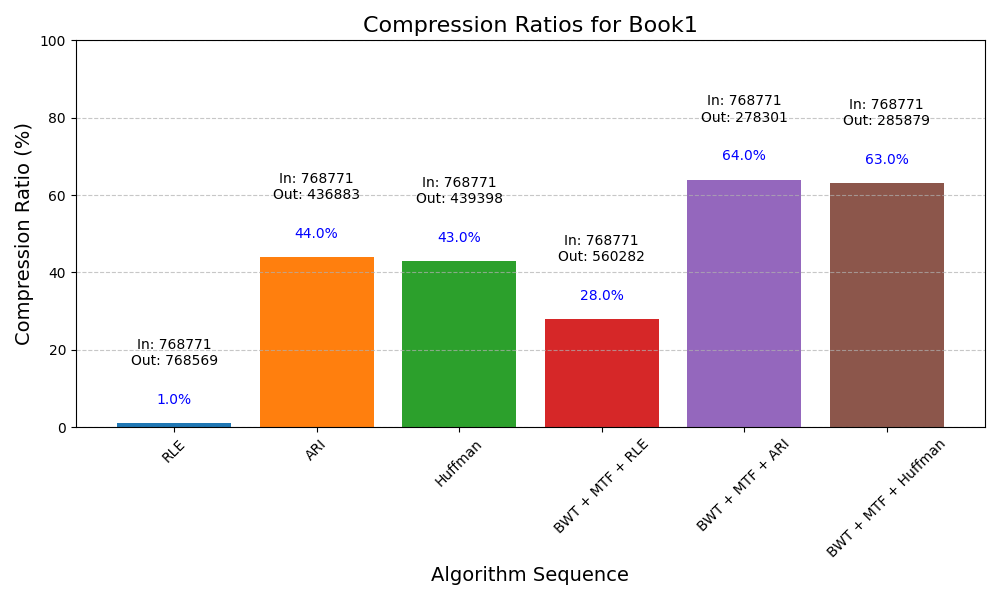 Compression Ratios for Book1
Compression Ratio (%)
100
80
60
40
20
0
In: 768771
Out: 768569
1.0%
In: 768771
Out: 436883
44.0%
In: 768771
Out: 439398
43.0%
In: 768771
Out: 560282
28.0%
In: 768771
Out: 278301
64.0%
In: 768771
Out: 285879
63.0%
RLE
ARI
Huffman
BWT + MTF + RLE
BWT + MTF + ARI
BWT + MTF + Huffman
Algorithm Sequence